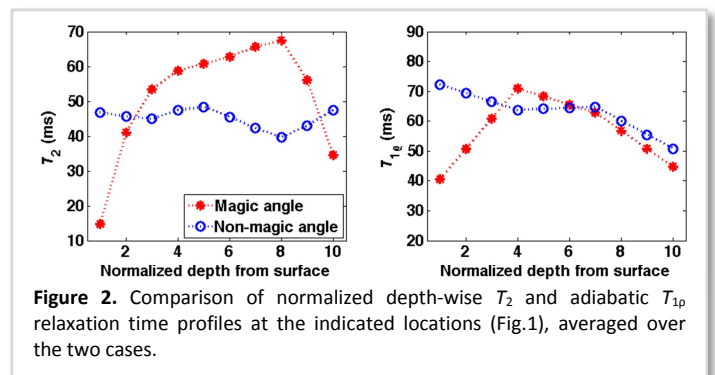 70
60
50
40
30
20
10
T2 (ms)
Magic angle
Non-magic angle
2 4 6 8 10
Normalized depth from surface
90
80
70
60
50
40
30
20
T1ϱ (ms)
2 4 6 8 10
Normalized depth from surface
Figure 2. Comparison of normalized depth-wise T2 and adiabatic T1ρ
relaxation time profiles at the indicated locations (Fig.1), averaged over
the two cases.